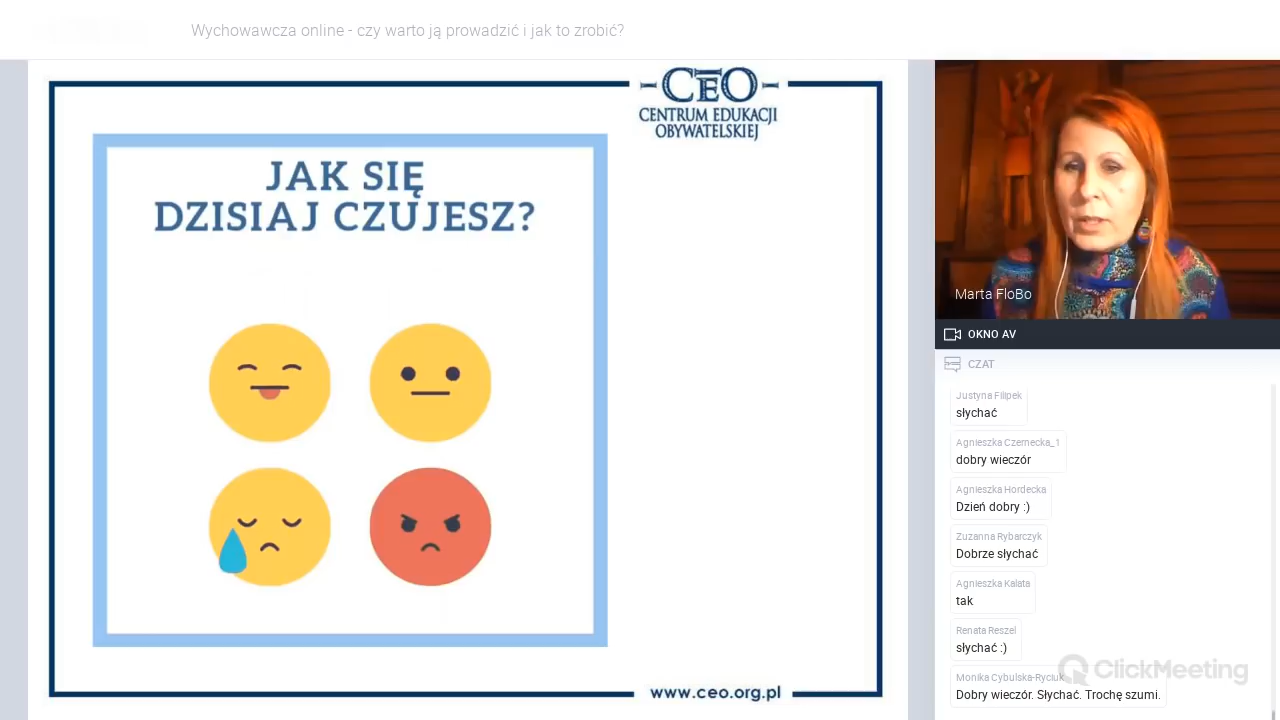 Wychowawcza online - czy warto ją prowadzić i jak to zrobić?
CEO
CENTRUM EDUKACJI
OBYWATELSKIEJ
JAK SIĘ
DZISIAJ CZUJESZ?
www.ceo.org.pl
Marta FloBo
OKNO AV
CZAT
Justyna Filipek
słychać
Agnieszka Czernecka_1
dobry wieczór
Agnieszka Hordecka
Dzień dobry :)
Zuzanna Rybarczyk
Dobrze słychać
Agnieszka Kalata
tak
Renata Reszel
słychać :)
Monika Cybulska-Ryciuk
Dobry wieczór. Słychać. Trochę szumi.
ClickMeeting